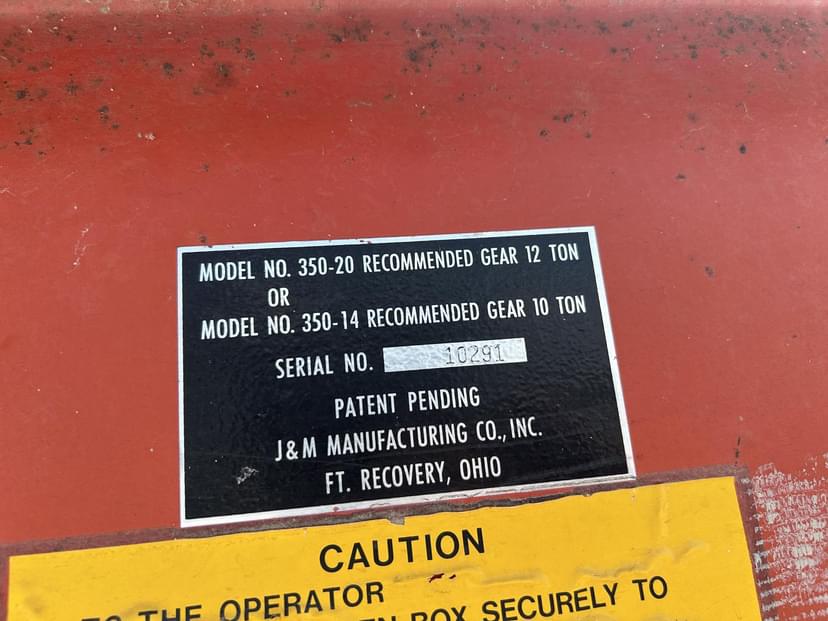 MODEL NO. 350-20 RECOMMENDED GEAR 12 TON
OR
MODEL NO. 350-14 RECOMMENDED GEAR 10 TON
SERIAL NO. 10291
PATENT PENDING
J&M MANUFACTURING CO., INC.
FT. RECOVERY, OHIO
CAUTION
THE OPERATOR
BOX SECURELY TO